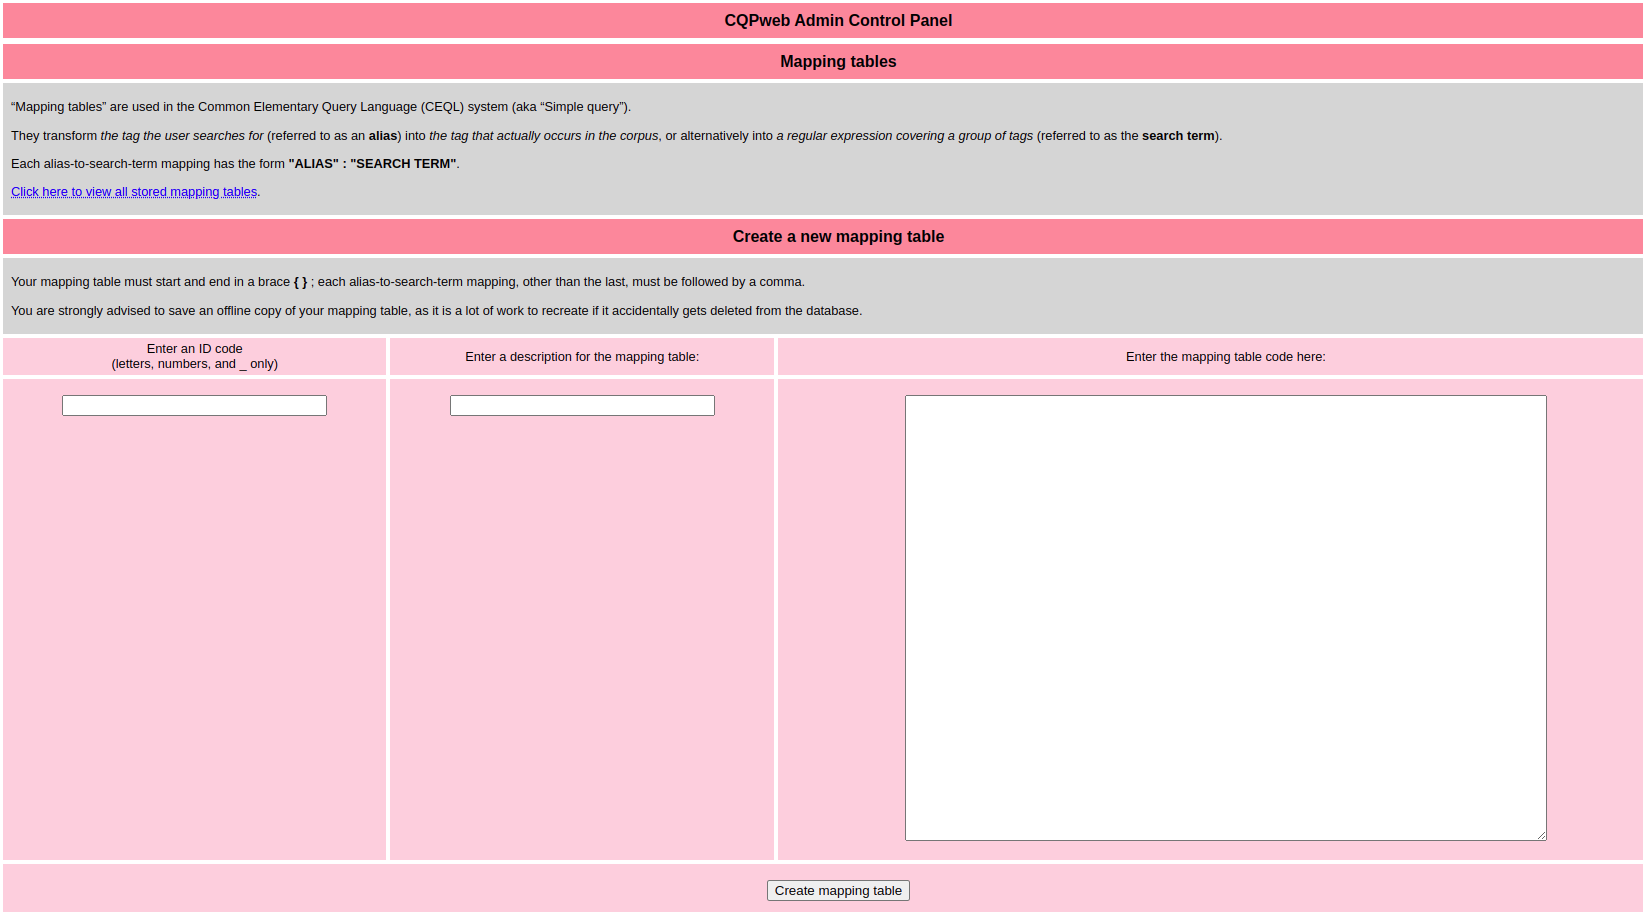 CQPweb Admin Control Panel
Mapping tables
“Mapping tables” are used in the Common Elementary Query Language (CEQL) system (aka “Simple query”).
They transform the tag the user searches for (referred to as an alias) into the tag that actually occurs in the corpus, or alternatively into a regular expression covering a group of tags (referred to as the search term).
Each alias-to-search-term mapping has the form "ALIAS" : "SEARCH TERM".
Click here to view all stored mapping tables.
Create a new mapping table
Your mapping table must start and end in a brace { } ; each alias-to-search-term mapping, other than the last, must be followed by a comma.
You are strongly advised to save an offline copy of your mapping table, as it is a lot of work to recreate if it accidentally gets deleted from the database.
Enter an ID code
(letters, numbers, and _ only)
Enter a description for the mapping table:
Enter the mapping table code here:
Create mapping table